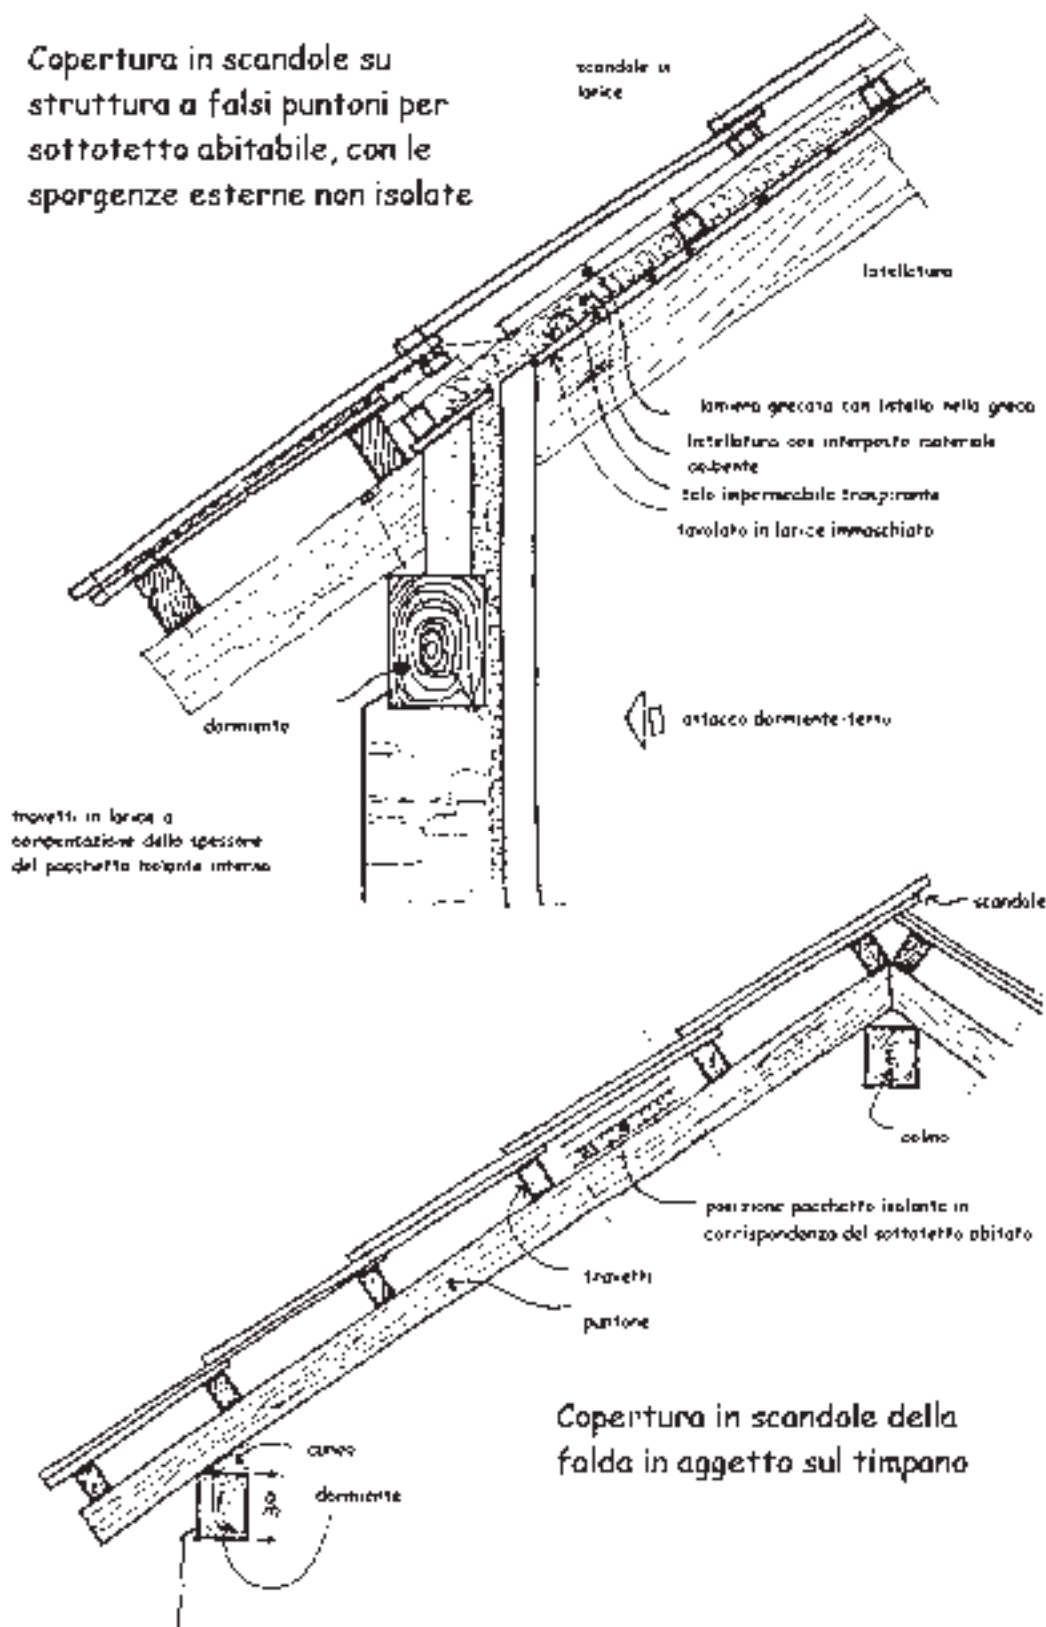 Copertura in scandole su
struttura a falsi puntoni per
sottotetto abitabile, con le
sporgenze esterne non isolate
scandole in
larice
listellatura
lamiera grecata con listello nella greca
listellatura con interposto materiale
coibente
telo impermeabile traspirante
tavolato in larice immaschiato
dormiente
attacco dormiente-terzo
travetti in larice a
compensazione dello spessore
del pacchetto isolante interno
scandole
colmo
posizione pacchetto isolante in
corrispondenza del sottotetto abitato
travetti
puntone
Copertura in scandole della
falda in aggetto sul timpano
cuneo
30
dormiente